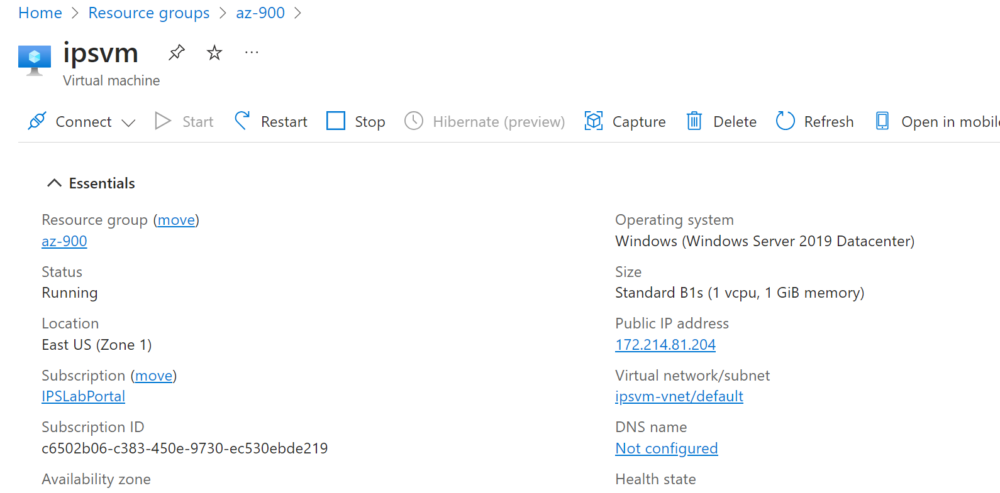 Home > Resource groups > az-900 >
ipsvm
Virtual machine
Connect Start Restart Stop Hibernate (preview) Capture Delete Refresh Open in mobile
Essentials
Resource group (move)
az-900
Status
Running
Location
East US (Zone 1)
Subscription (move)
IPSLabPortal
Subscription ID
c6502b06-c383-450e-9730-ec530ebde219
Availability zone
Operating system
Windows (Windows Server 2019 Datacenter)
Size
Standard B1s (1 vcpu, 1 GiB memory)
Public IP address
172.214.81.204
Virtual network/subnet
ipsvm-vnet/default
DNS name
Not configured
Health state